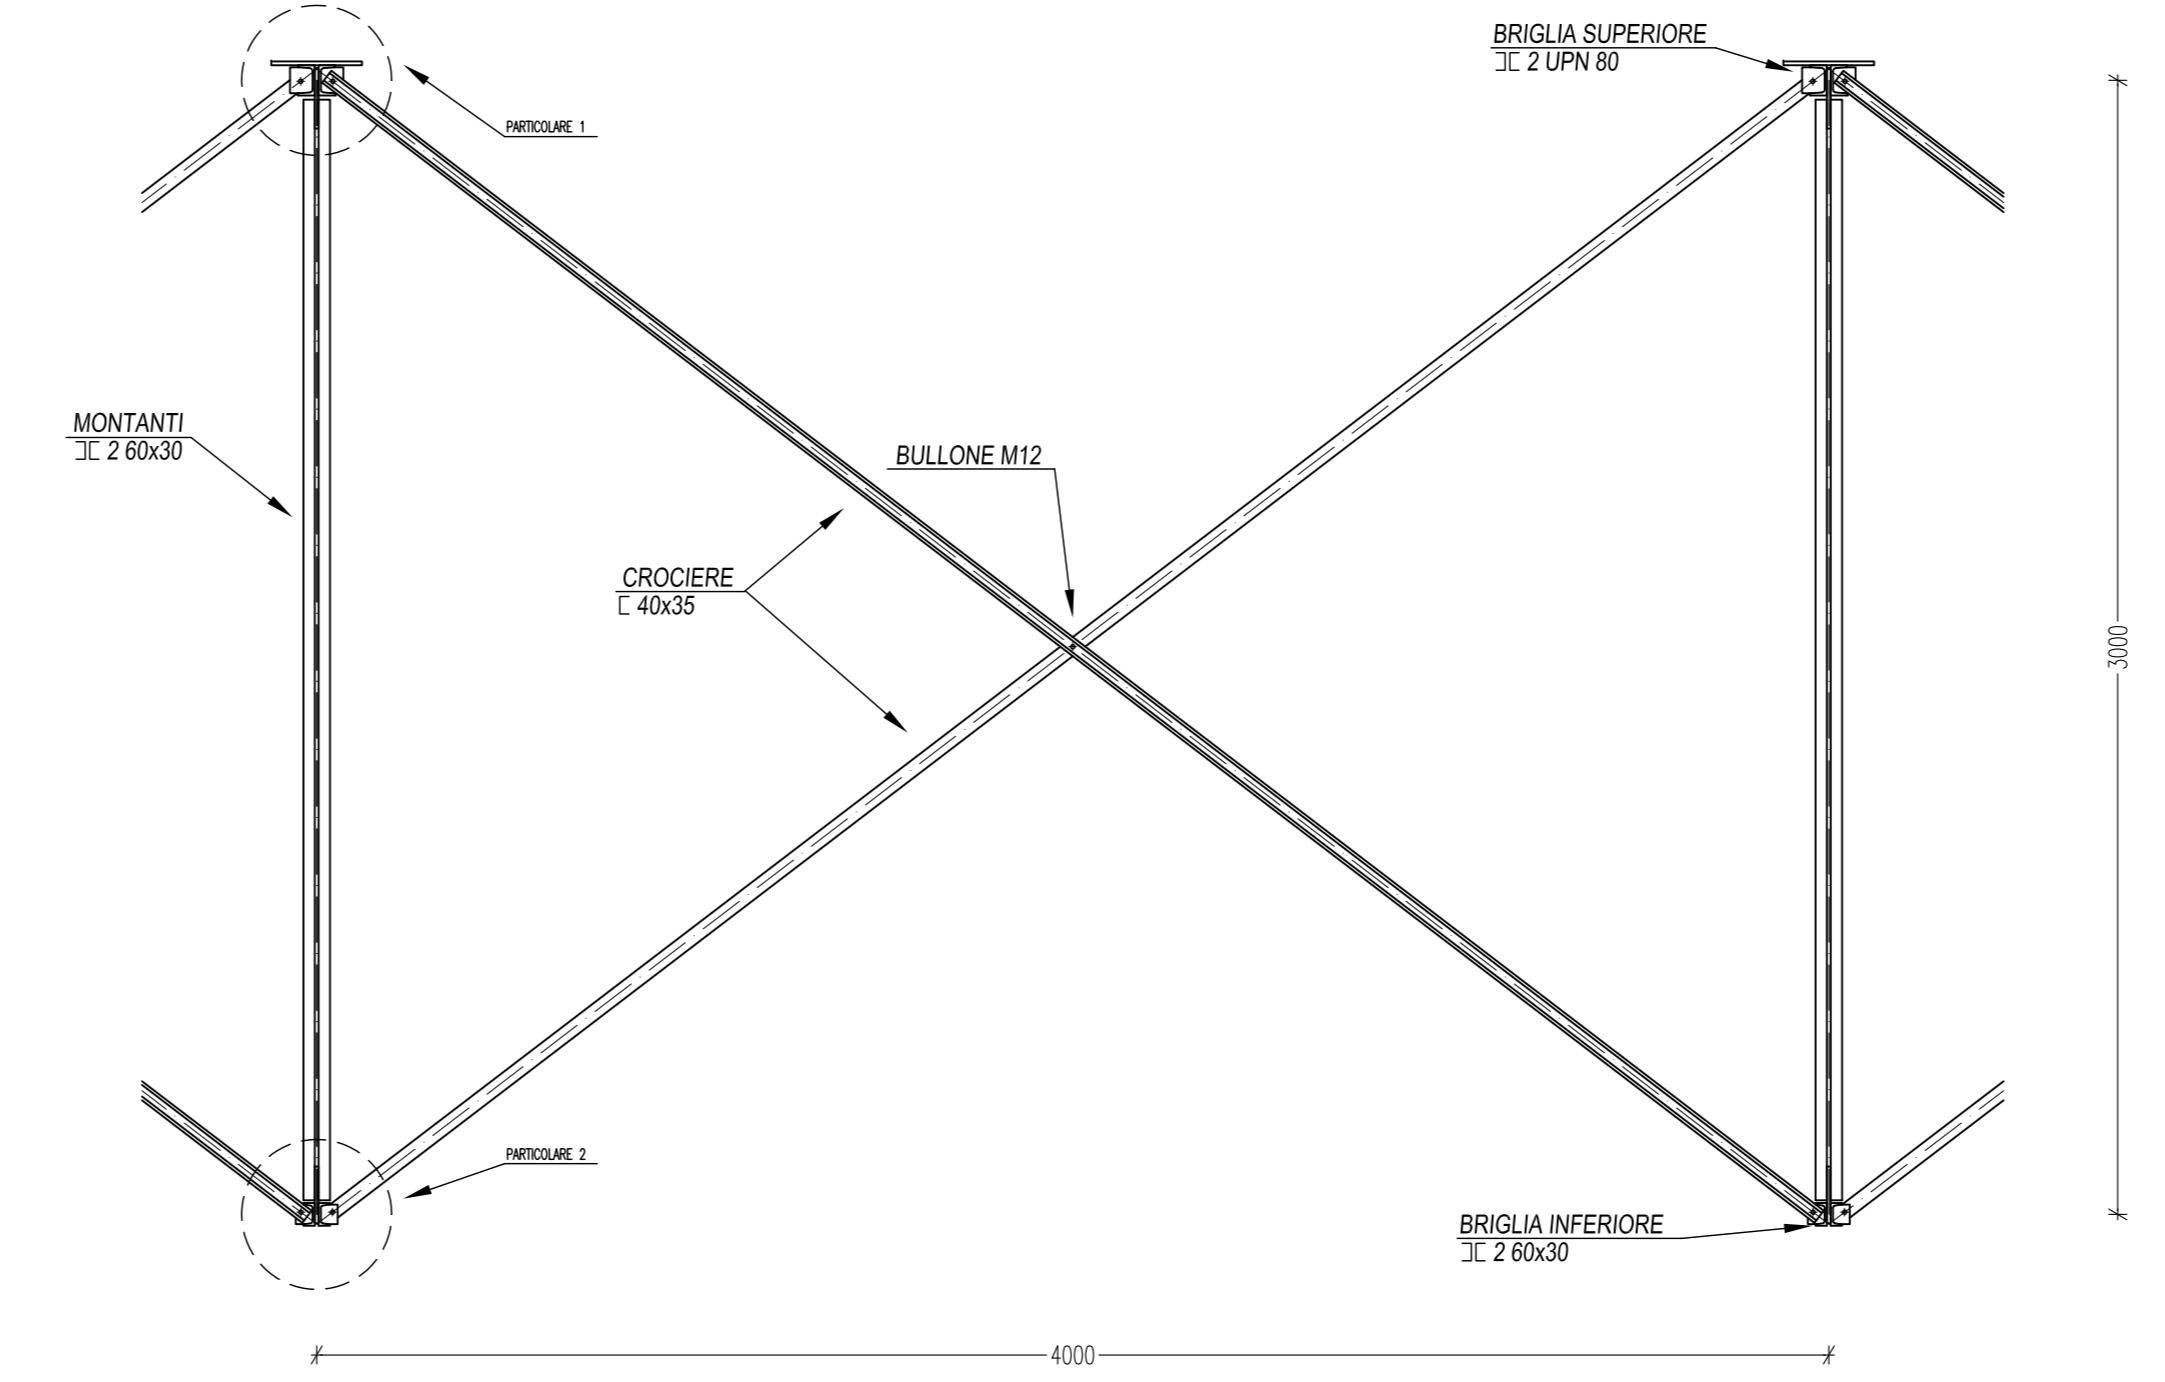 BRIGLIA SUPERIORE
2 UPN 80
PARTICOLARE 1
MONTANTI
2 60x30
BULLONE M12
CROCIERE
40x35
3000
PARTICOLARE 2
BRIGLIA INFERIORE
2 60x30
4000